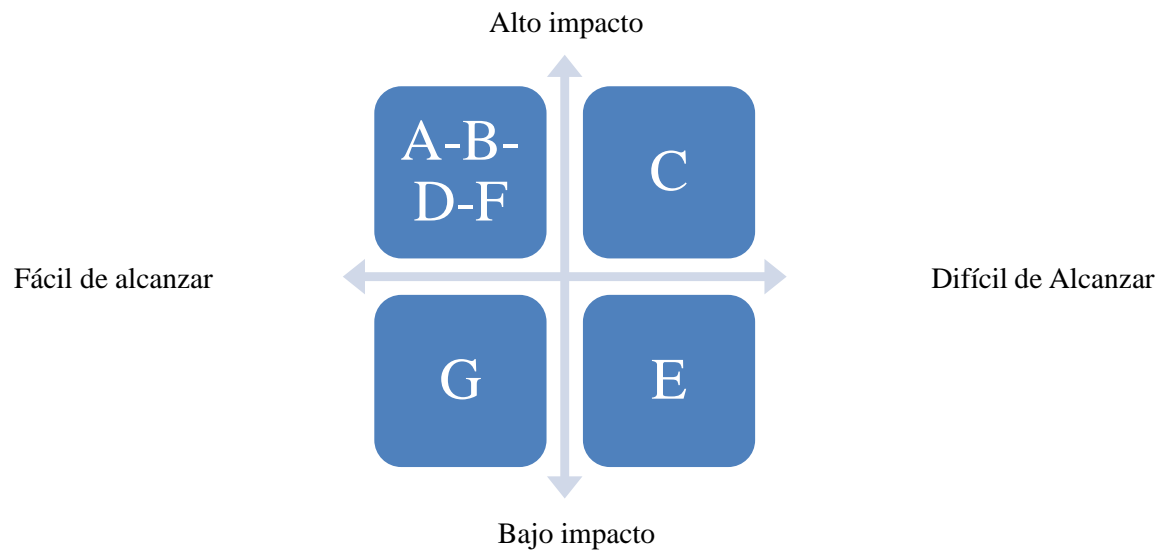 Alto impacto
A-B-
D-F
C
Fácil de alcanzar
Difícil de Alcanzar
G
E
Bajo impacto